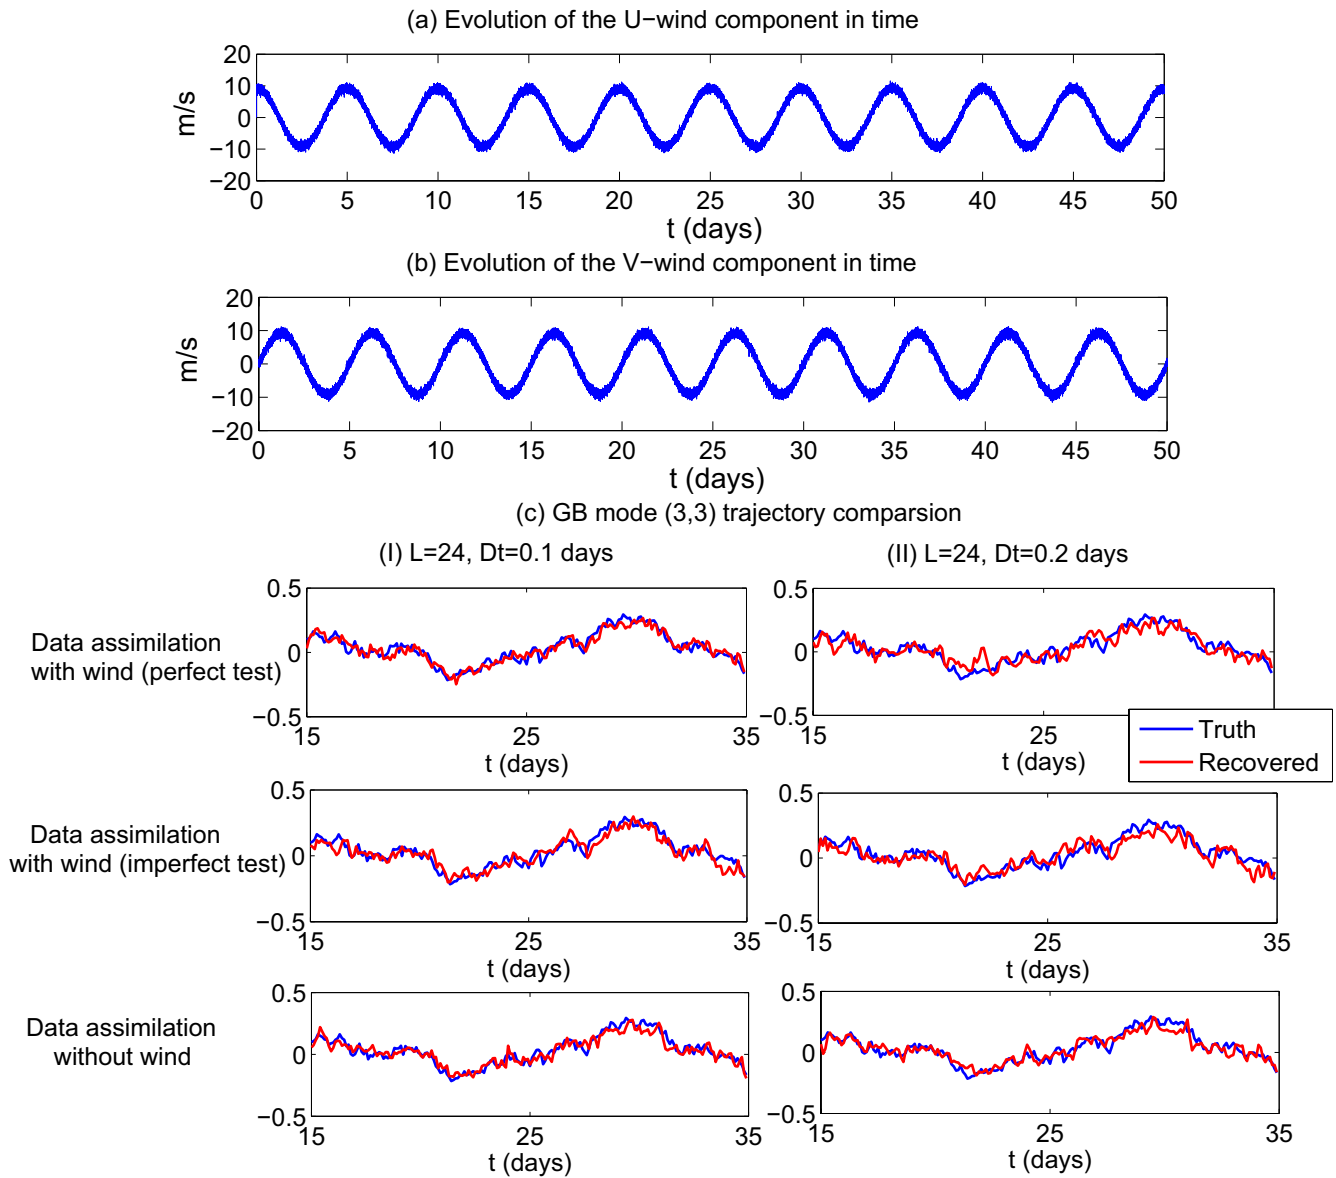 (a) Evolution of the U−wind component in time
20
10
0
−10
−20
m/s
0 5 10 15 20 25 30 35 40 45 50
t (days)
(b) Evolution of the V−wind component in time
20
10
0
−10
−20
m/s
0 5 10 15 20 25 30 35 40 45 50
t (days)
(c) GB mode (3,3) trajectory comparsion
(I) L=24, Dt=0.1 days
(II) L=24, Dt=0.2 days
Data assimilation
with wind (perfect test)
0.5
0
−0.5
15 25 35
t (days)
0.5
0
−0.5
15 25 35
t (days)
Truth
Recovered
Data assimilation
with wind (imperfect test)
0.5
0
−0.5
15 25 35
t (days)
0.5
0
−0.5
15 25 35
t (days)
Data assimilation
without wind
0.5
0
−0.5
15 25 35
t (days)
0.5
0
−0.5
15 25 35
t (days)